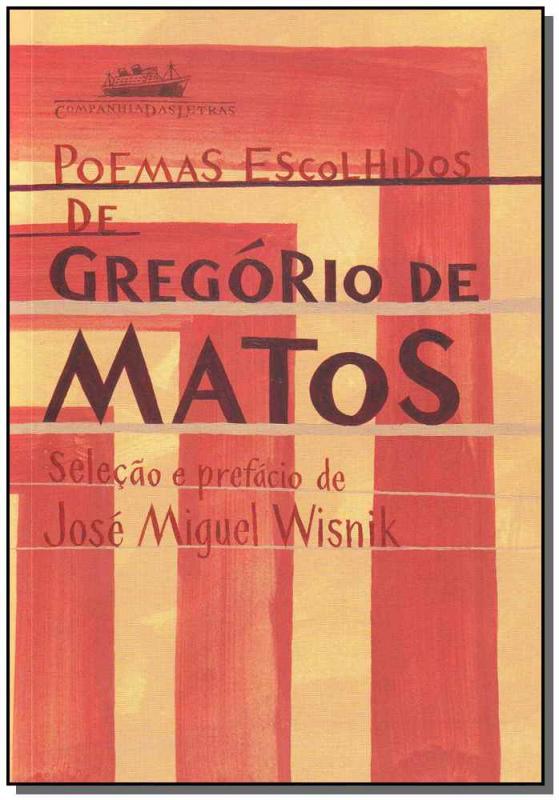 COMPANHIA DAS LETRAS
POEMAS ESCOLHIDOS
DE
GREGÓRIO DE
MATOS
Seleção e prefácio de
José Miguel Wisnik